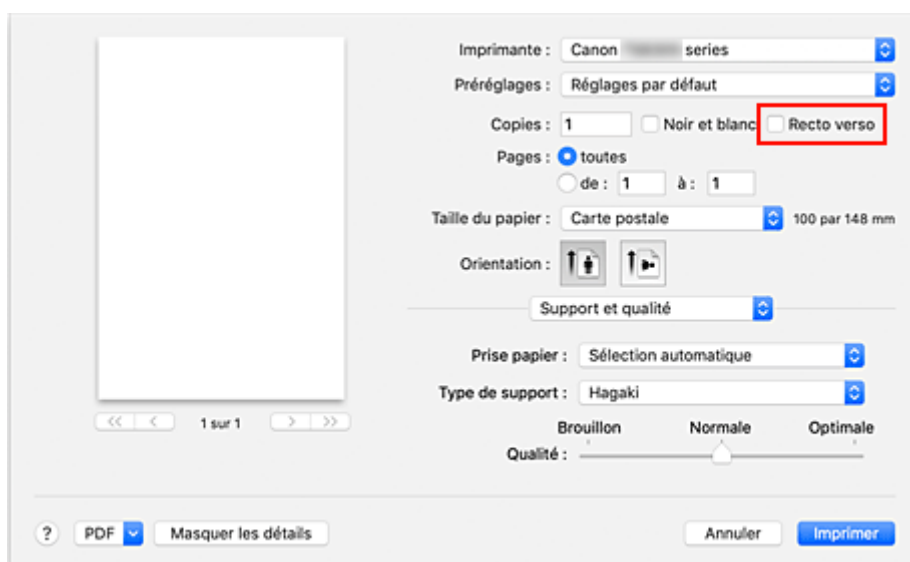 Imprimante : Canon series
Préréglages : Réglages par défaut
Copies : 1 Noir et blanc Recto verso
Pages : toutes
de : 1 à : 1
Taille du papier : Carte postale 100 par 148 mm
Orientation :
Support et qualité
Prise papier : Sélection automatique
Type de support : Hagaki
Brouillon Normale Optimale
Qualité :
<< < 1 sur 1 > >>
? PDF Masquer les détails Annuler Imprimer